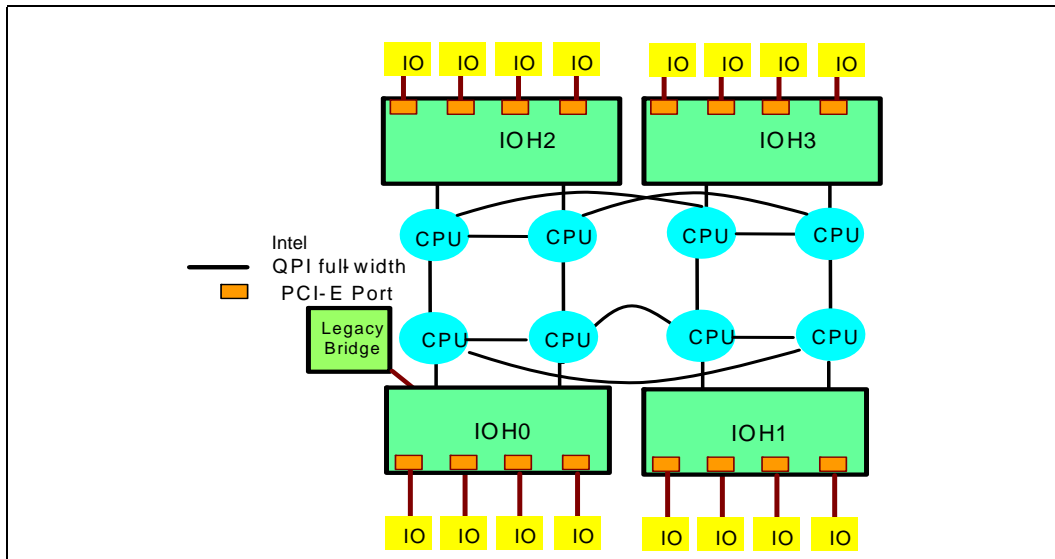 IO IO IO IO IO IO IO IO
IOH2 IOH3
CPU CPU CPU CPU
Intel
QPI full-width
PCI-E Port
Legacy
Bridge
CPU CPU CPU CPU
IOH0 IOH1
IO IO IO IO IO IO IO IO